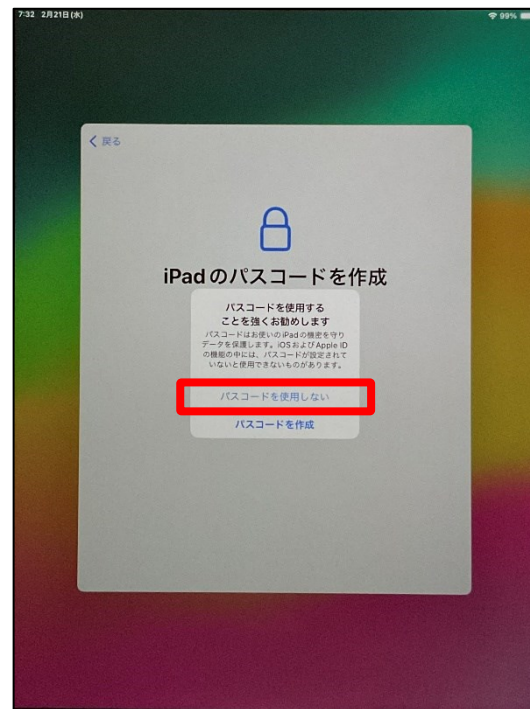 7:32 2月21日(水)
99%
戻る
iPadのパスコードを作成
パスコードを使用する
ことを強くお勧めします
パスコードはお使いのiPadの機密を守り
データを保護します。iOSおよびApple ID
の機能の中には、パスコードが設定されて
いないと使用できないものがあります。
パスコードを使用しない
パスコードを作成